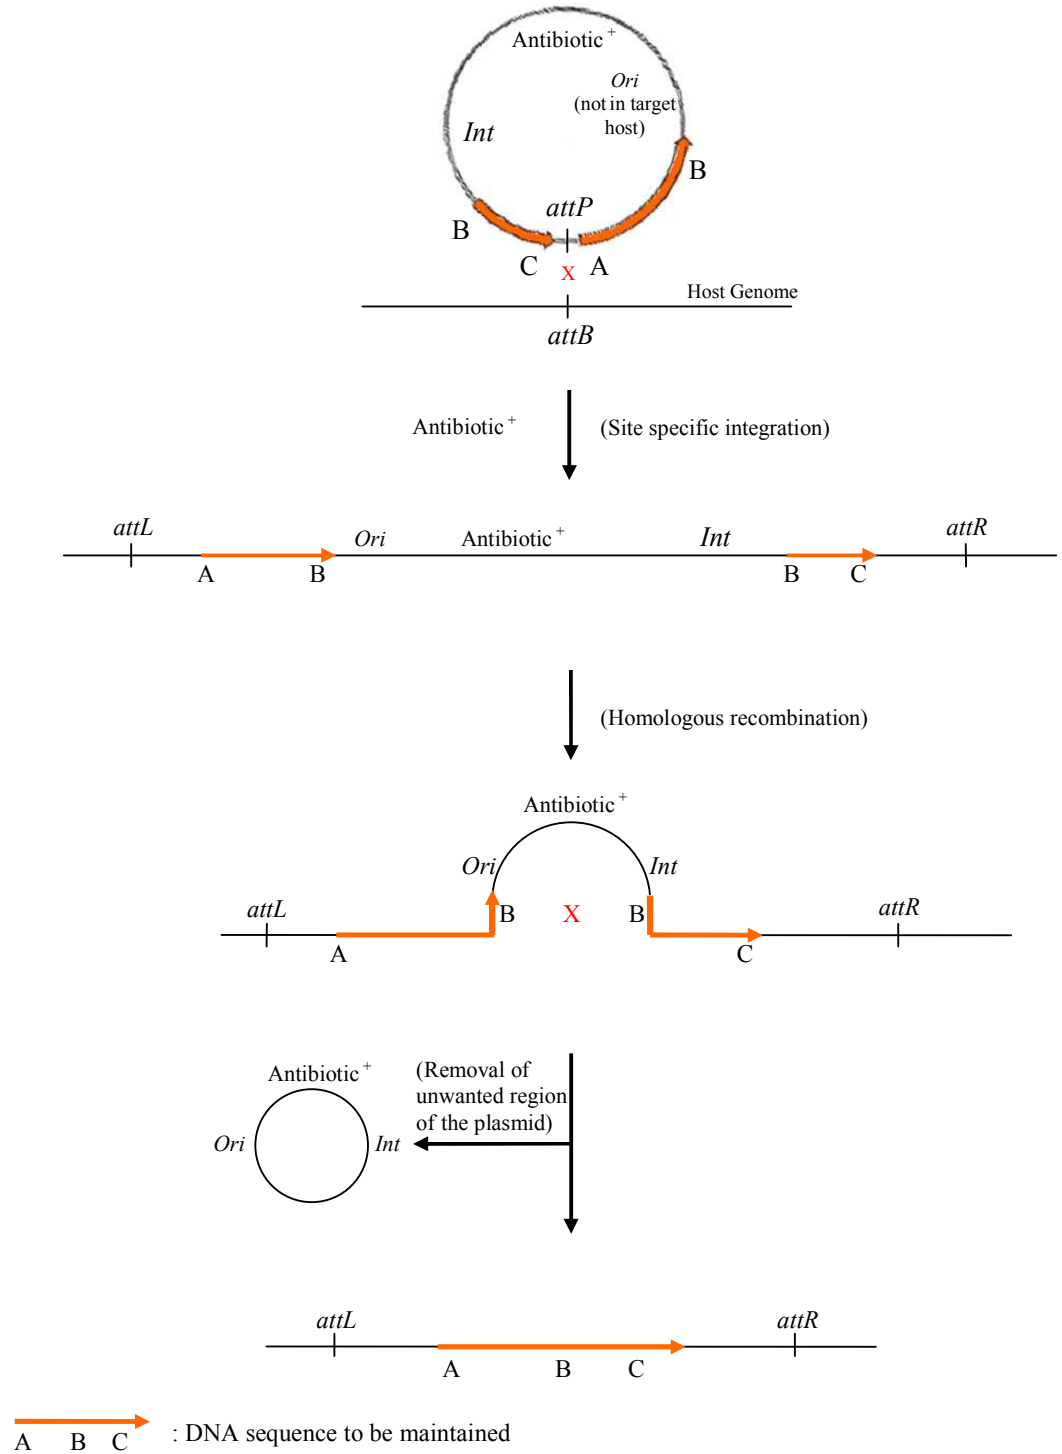 Antibiotic +
Ori
(not in target
host)
Int
B
B
attP
C X A
Host Genome
attB
Antibiotic + (Site specific integration)
attL Ori Antibiotic + Int attR
A B B C
(Homologous recombination)
Antibiotic +
Ori Int
attL B X B attR
A C
Antibiotic +
(Removal of
unwanted region
of the plasmid)
Ori Int
attL attR
A B C
A B C : DNA sequence to be maintained